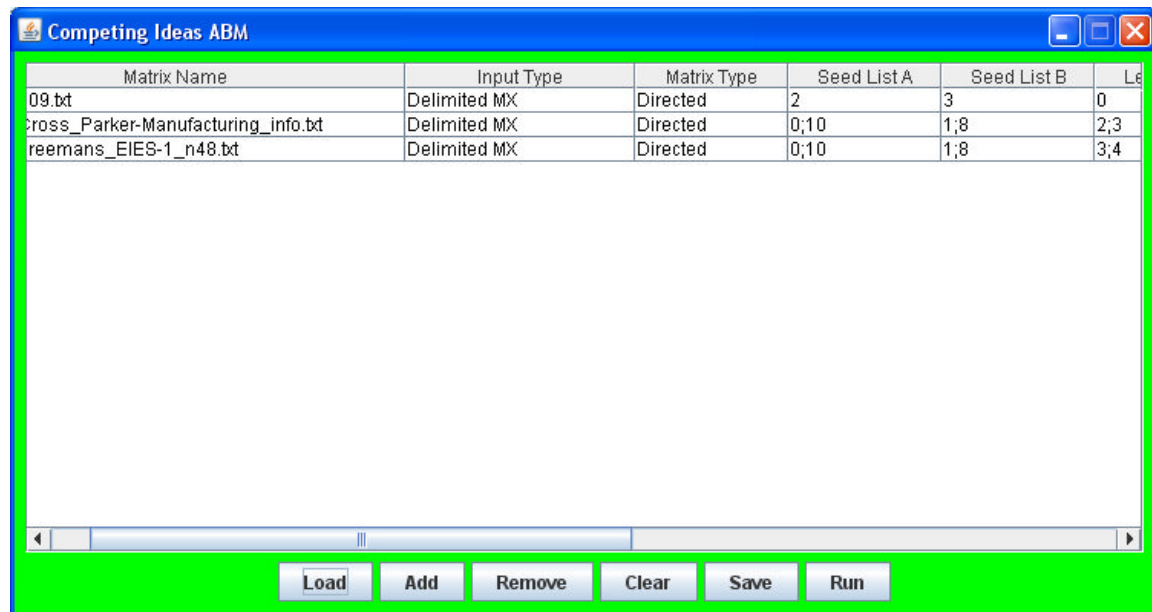 Competing Ideas ABM
Matrix Name Input Type Matrix Type Seed List A Seed List B Le
09.txt Delimited MX Directed 2 3 0
Cross_Parker-Manufacturing_info.txt Delimited MX Directed 0;10 1;8 2;3
reemans_EIES-1_n48.txt Delimited MX Directed 0;10 1;8 3;4
Load Add Remove Clear Save Run